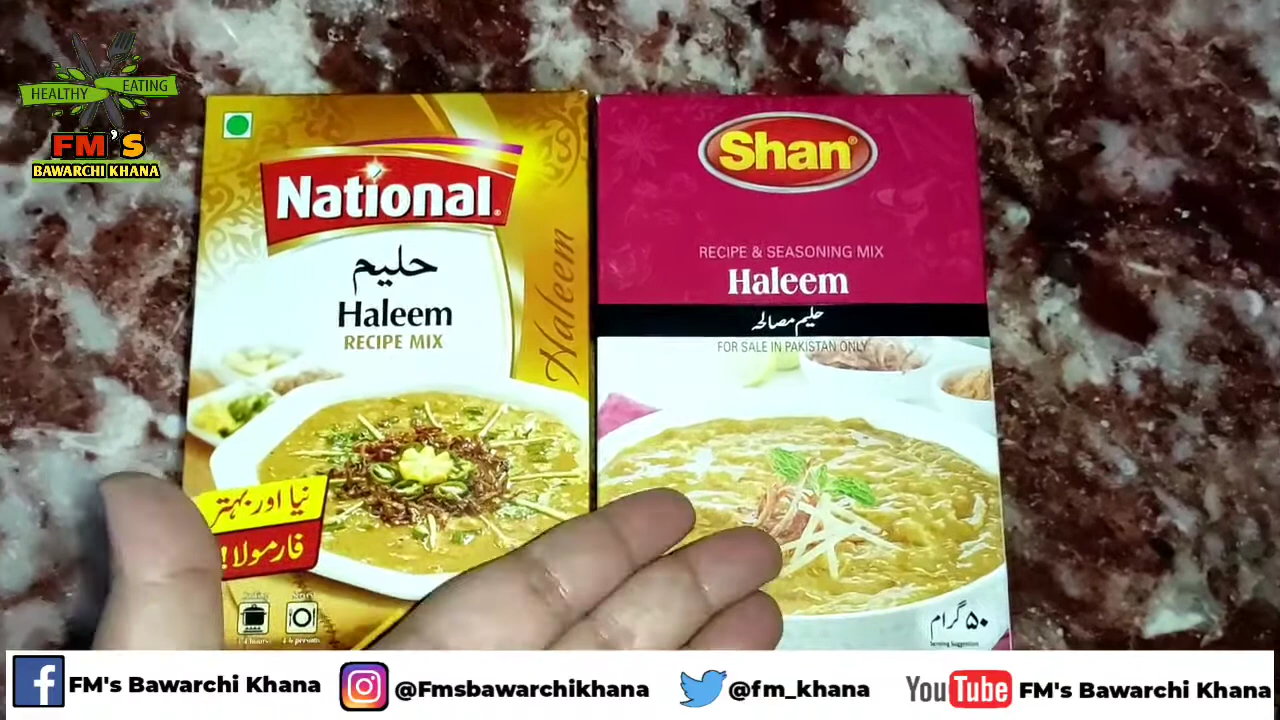 HEALTHY EATING
FM'S
BAWARCHI KHANA
National
حلیم
Haleem
RECIPE MIX
Haleem
نیا اور بہتر
فارمولا!
Shan
RECIPE & SEASONING MIX
Haleem
حلیم مصالحہ
FOR SALE IN PAKISTAN ONLY
۵۰ گرام
Serving Suggestion
FM's Bawarchi Khana
@Fmsbawarchikhana
@fm_khana
YouTube
FM's Bawarchi Khana